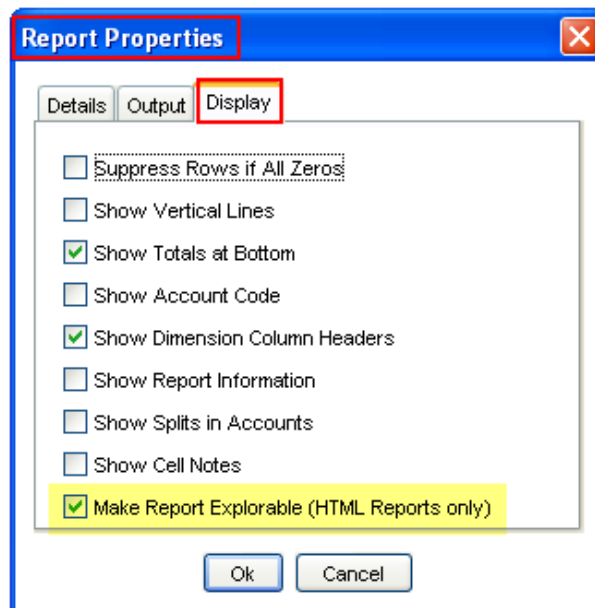 Report Properties
Details Output Display
Suppress Rows if All Zeros
Show Vertical Lines
Show Totals at Bottom
Show Account Code
Show Dimension Column Headers
Show Report Information
Show Splits in Accounts
Show Cell Notes
Make Report Explorable (HTML Reports only)
Ok Cancel